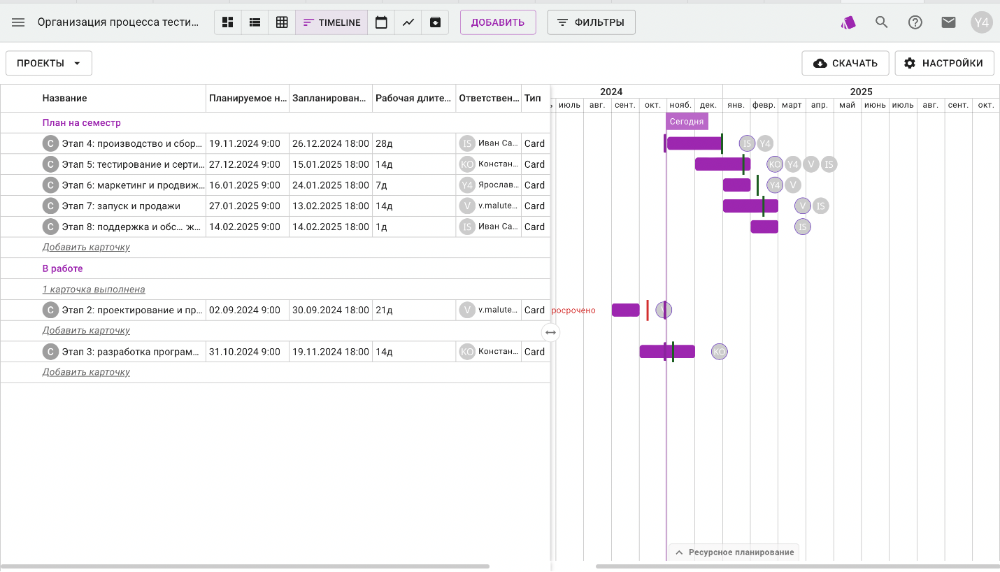 Организация процесса тести...
TIMELINE
ДОБАВИТЬ
ФИЛЬТРЫ
Y4
ПРОЕКТЫ
СКАЧАТЬ
НАСТРОЙКИ
Название Планируемое н... Запланирован... Рабочая длите... Ответствен... Тип
2024 2025
июль авг. сент. окт. нояб. дек. янв. февр. март апр. май июнь июль авг. сент. окт.
План на семестр
Сегодня
С Этап 4: производство и сбор... 19.11.2024 9:00 26.12.2024 18:00 28д IS Иван Са... Card IS Y4
С Этап 5: тестирование и серти... 27.12.2024 9:00 15.01.2025 18:00 14д KO Констан... Card KO Y4 V IS
С Этап 6: маркетинг и продвиж... 16.01.2025 9:00 24.01.2025 18:00 7д Y4 Ярослав... Card Y4 V
С Этап 7: запуск и продажи 27.01.2025 9:00 13.02.2025 18:00 14д V v.malute... Card V IS
С Этап 8: поддержка и обс... ж... 14.02.2025 9:00 14.02.2025 18:00 1д IS Иван Са... Card IS
Добавить карточку
В работе
1 карточка выполнена
С Этап 2: проектирование и пр... 02.09.2024 9:00 30.09.2024 18:00 21д V v.malute... Card росрочено
Добавить карточку
С Этап 3: разработка програм... 31.10.2024 9:00 19.11.2024 18:00 14д KO Констан... Card KO
Добавить карточку
Ресурсное планирование